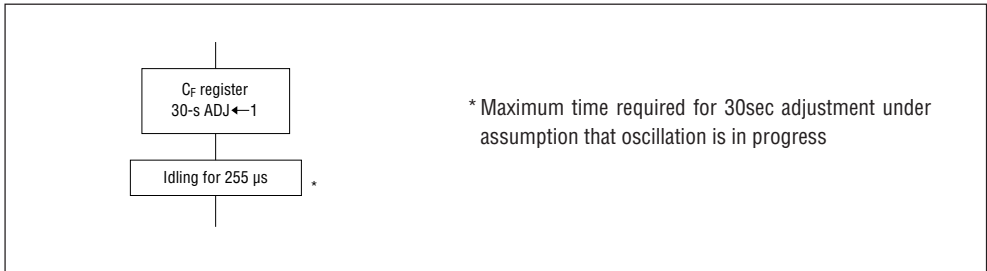 C_F register
30-s ADJ←1
* Maximum time required for 30sec adjustment under
assumption that oscillation is in progress
Idling for 255 µs
*